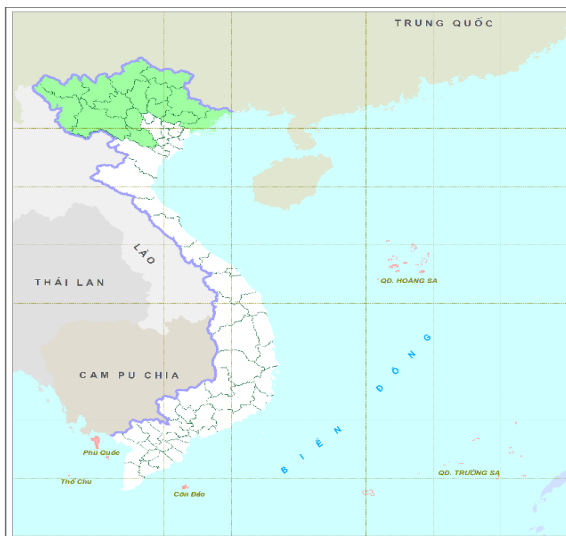 TRUNG QUỐC
LÀO
THÁI LAN
QĐ. HOÀNG SA
CAM PU CHIA
BIỂN ĐÔNG
Phú Quốc
Thổ Chu
Côn Đảo
QĐ. TRƯỜNG SA